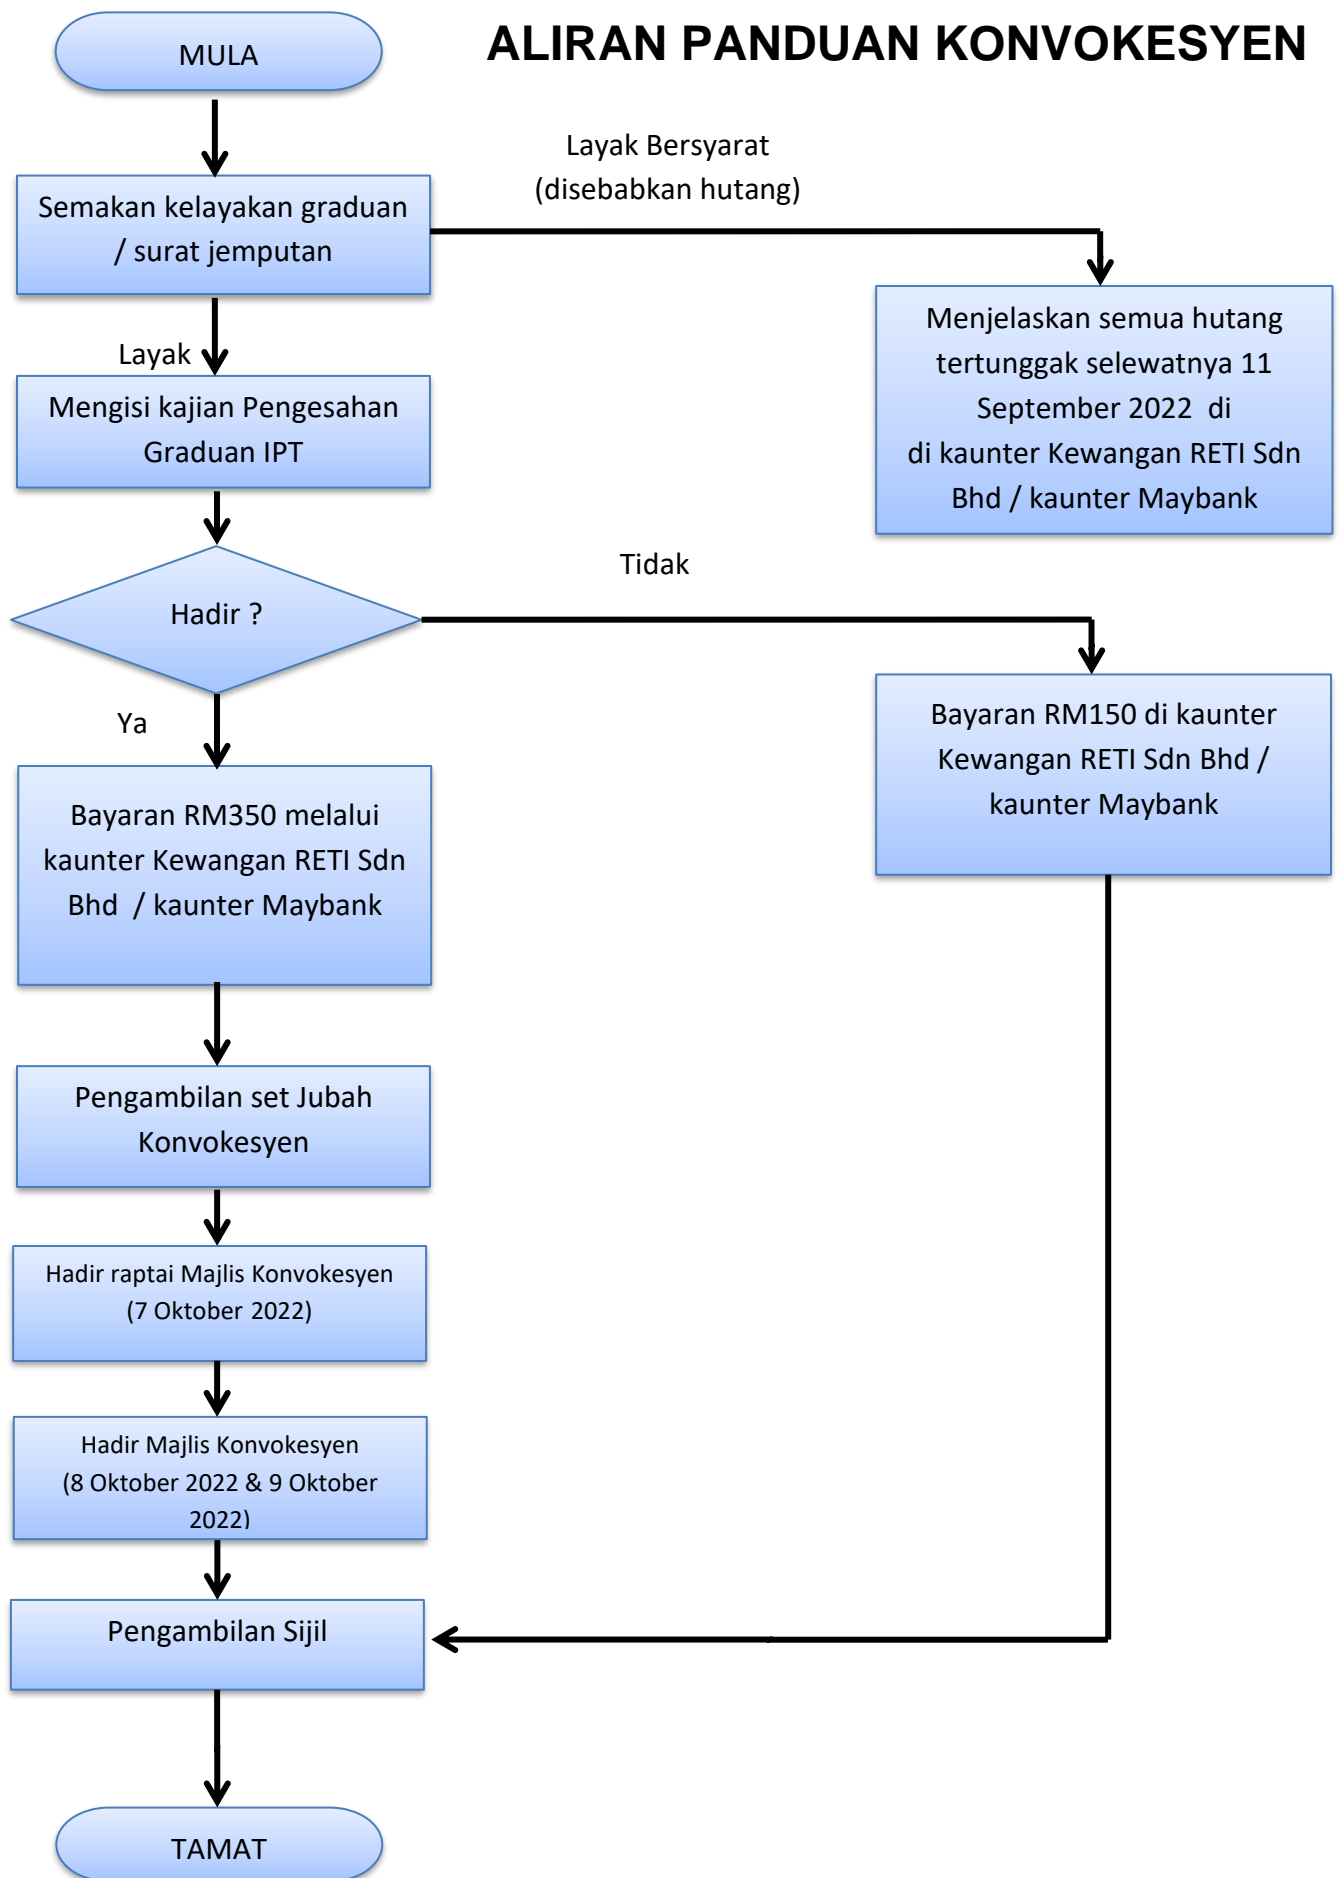 ALIRAN PANDUAN KONVOKESYEN
MULA
Layak Bersyarat
(disebabkan hutang)
Semakan kelayakan graduan
/ surat jemputan
Menjelaskan semua hutang
tertunggak selewatnya 11
September 2022 di
di kaunter Kewangan RETI Sdn
Bhd / kaunter Maybank
Layak
Mengisi kajian Pengesahan
Graduan IPT
Hadir ?
Tidak
Bayaran RM150 di kaunter
Kewangan RETI Sdn Bhd /
kaunter Maybank
Ya
Bayaran RM350 melalui
kaunter Kewangan RETI Sdn
Bhd / kaunter Maybank
Pengambilan set Jubah
Konvokesyen
Hadir raptai Majlis Konvokesyen
(7 Oktober 2022)
Hadir Majlis Konvokesyen
(8 Oktober 2022 & 9 Oktober
2022)
Pengambilan Sijil
TAMAT